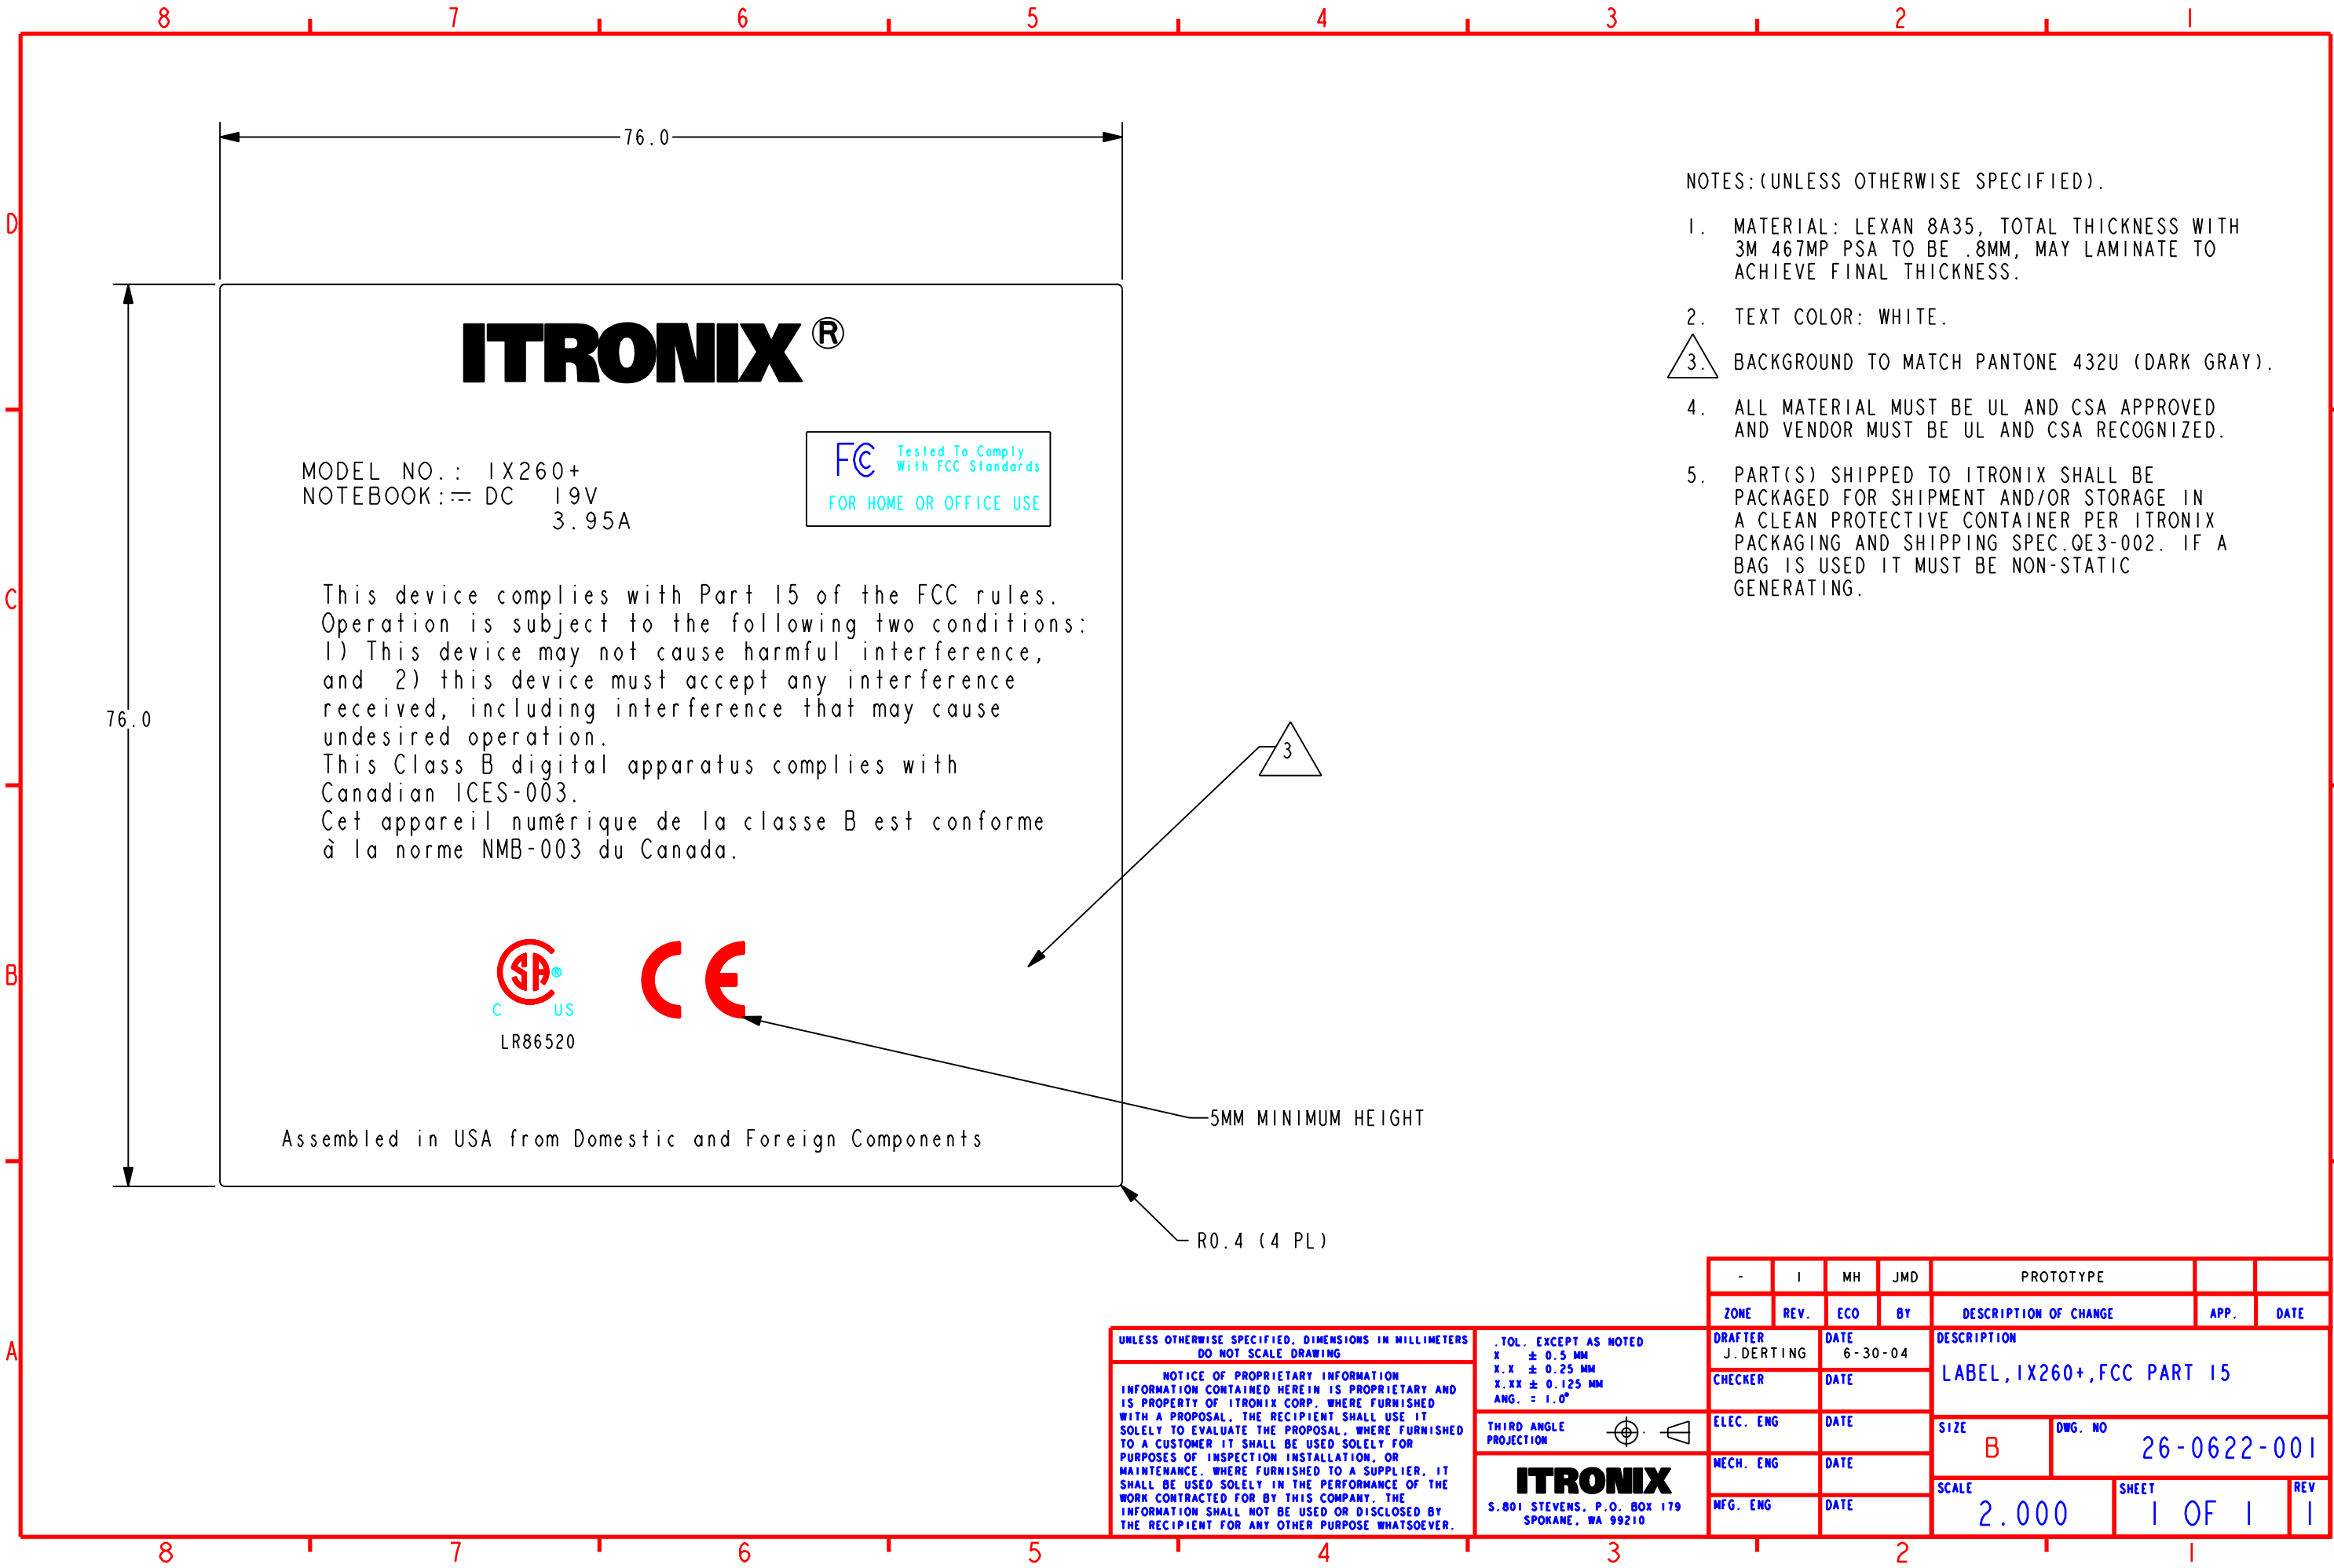 8 7 6 5 4 3 2 1
D
C
B
A
76.0
76.0
ITRONIX®
MODEL NO.: IX260+
NOTEBOOK: DC 19V
3.95A
FCC Tested To Comply
With FCC Standards
FOR HOME OR OFFICE USE
This device complies with Part 15 of the FCC rules.
Operation is subject to the following two conditions:
1) This device may not cause harmful interference,
and 2) this device must accept any interference
received, including interference that may cause
undesired operation.
This Class B digital apparatus complies with
Canadian ICES-003.
Cet appareil numérique de la classe B est conforme
à la norme NMB-003 du Canada.
3
SA®
C US
LR86520
CE
5MM MINIMUM HEIGHT
Assembled in USA from Domestic and Foreign Components
R0.4 (4 PL)
NOTES:(UNLESS OTHERWISE SPECIFIED).
1. MATERIAL: LEXAN 8A35, TOTAL THICKNESS WITH
3M 467MP PSA TO BE .8MM, MAY LAMINATE TO
ACHIEVE FINAL THICKNESS.
2. TEXT COLOR: WHITE.
3. BACKGROUND TO MATCH PANTONE 432U (DARK GRAY).
4. ALL MATERIAL MUST BE UL AND CSA APPROVED
AND VENDOR MUST BE UL AND CSA RECOGNIZED.
5. PART(S) SHIPPED TO ITRONIX SHALL BE
PACKAGED FOR SHIPMENT AND/OR STORAGE IN
A CLEAN PROTECTIVE CONTAINER PER ITRONIX
PACKAGING AND SHIPPING SPEC.QE3-002. IF A
BAG IS USED IT MUST BE NON-STATIC
GENERATING.
- 1 MH JMD PROTOTYPE
ZONE REV. ECO BY DESCRIPTION OF CHANGE APP. DATE
UNLESS OTHERWISE SPECIFIED, DIMENSIONS IN MILLIMETERS
DO NOT SCALE DRAWING
NOTICE OF PROPRIETARY INFORMATION
INFORMATION CONTAINED HEREIN IS PROPRIETARY AND
IS PROPERTY OF ITRONIX CORP. WHERE FURNISHED
WITH A PROPOSAL, THE RECIPIENT SHALL USE IT
SOLELY TO EVALUATE THE PROPOSAL, WHERE FURNISHED
TO A CUSTOMER IT SHALL BE USED SOLELY FOR
PURPOSES OF INSPECTION INSTALLATION, OR
MAINTENANCE. WHERE FURNISHED TO A SUPPLIER, IT
SHALL BE USED SOLELY IN THE PERFORMANCE OF THE
WORK CONTRACTED FOR BY THIS COMPANY. THE
INFORMATION SHALL NOT BE USED OR DISCLOSED BY
THE RECIPIENT FOR ANY OTHER PURPOSE WHATSOEVER.
.TOL. EXCEPT AS NOTED
X ± 0.5 MM
X.X ± 0.25 MM
X.XX ± 0.125 MM
ANG. = 1.0°
THIRD ANGLE
PROJECTION
ITRONIX
S.801 STEVENS, P.O. BOX 179
SPOKANE, WA 99210
DRAFTER DATE
J.DERTING 6-30-04
CHECKER DATE
ELEC. ENG DATE
MECH. ENG DATE
MFG. ENG DATE
DESCRIPTION
LABEL,IX260+,FCC PART 15
SIZE DWG. NO
B 26-0622-001
SCALE SHEET REV
2.000 1 OF 1 1
8 7 6 5 4 3 2 1